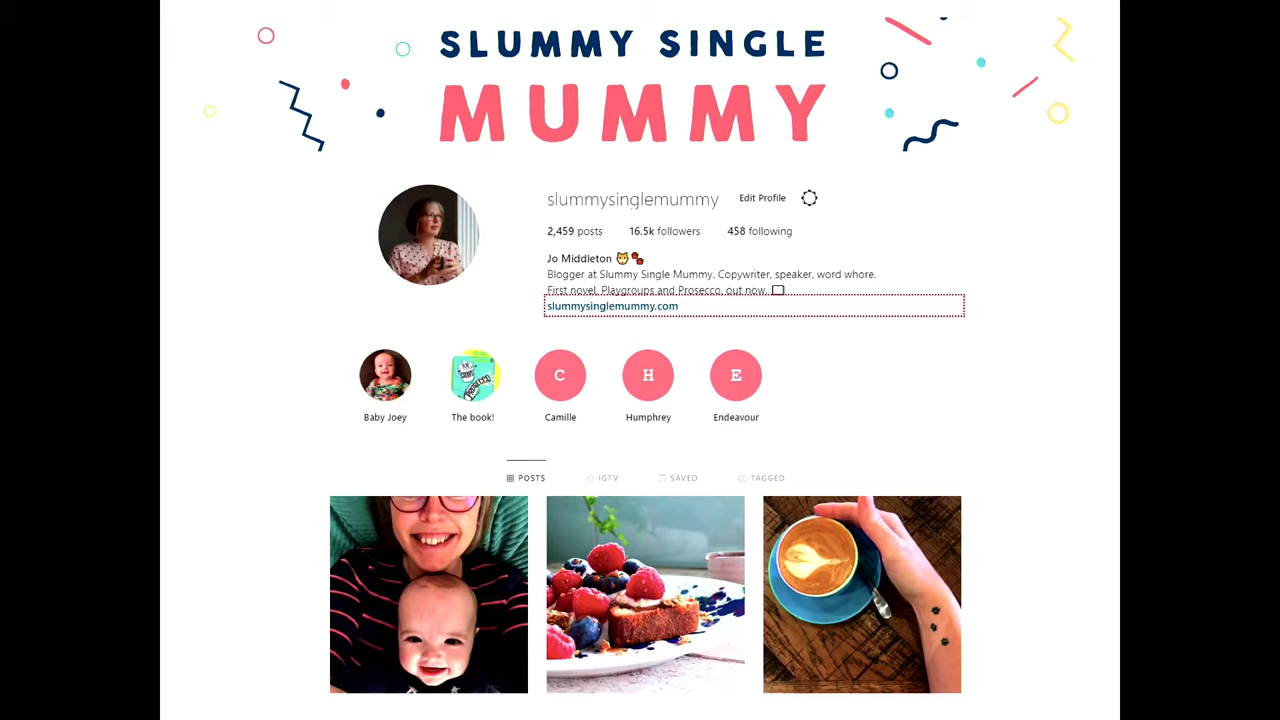 SLUMMY SINGLE
MUMMY
slummysinglemummy Edit Profile
2,459 posts 16.5k followers 458 following
Jo Middleton
Blogger at Slummy Single Mummy. Copywriter, speaker, word whore.
First novel, Playgroups and Prosecco, out now.
slummysinglemummy.com
PROSECCO
C H E
Baby Joey The book! Camille Humphrey Endeavour
POSTS IGTV SAVED TAGGED